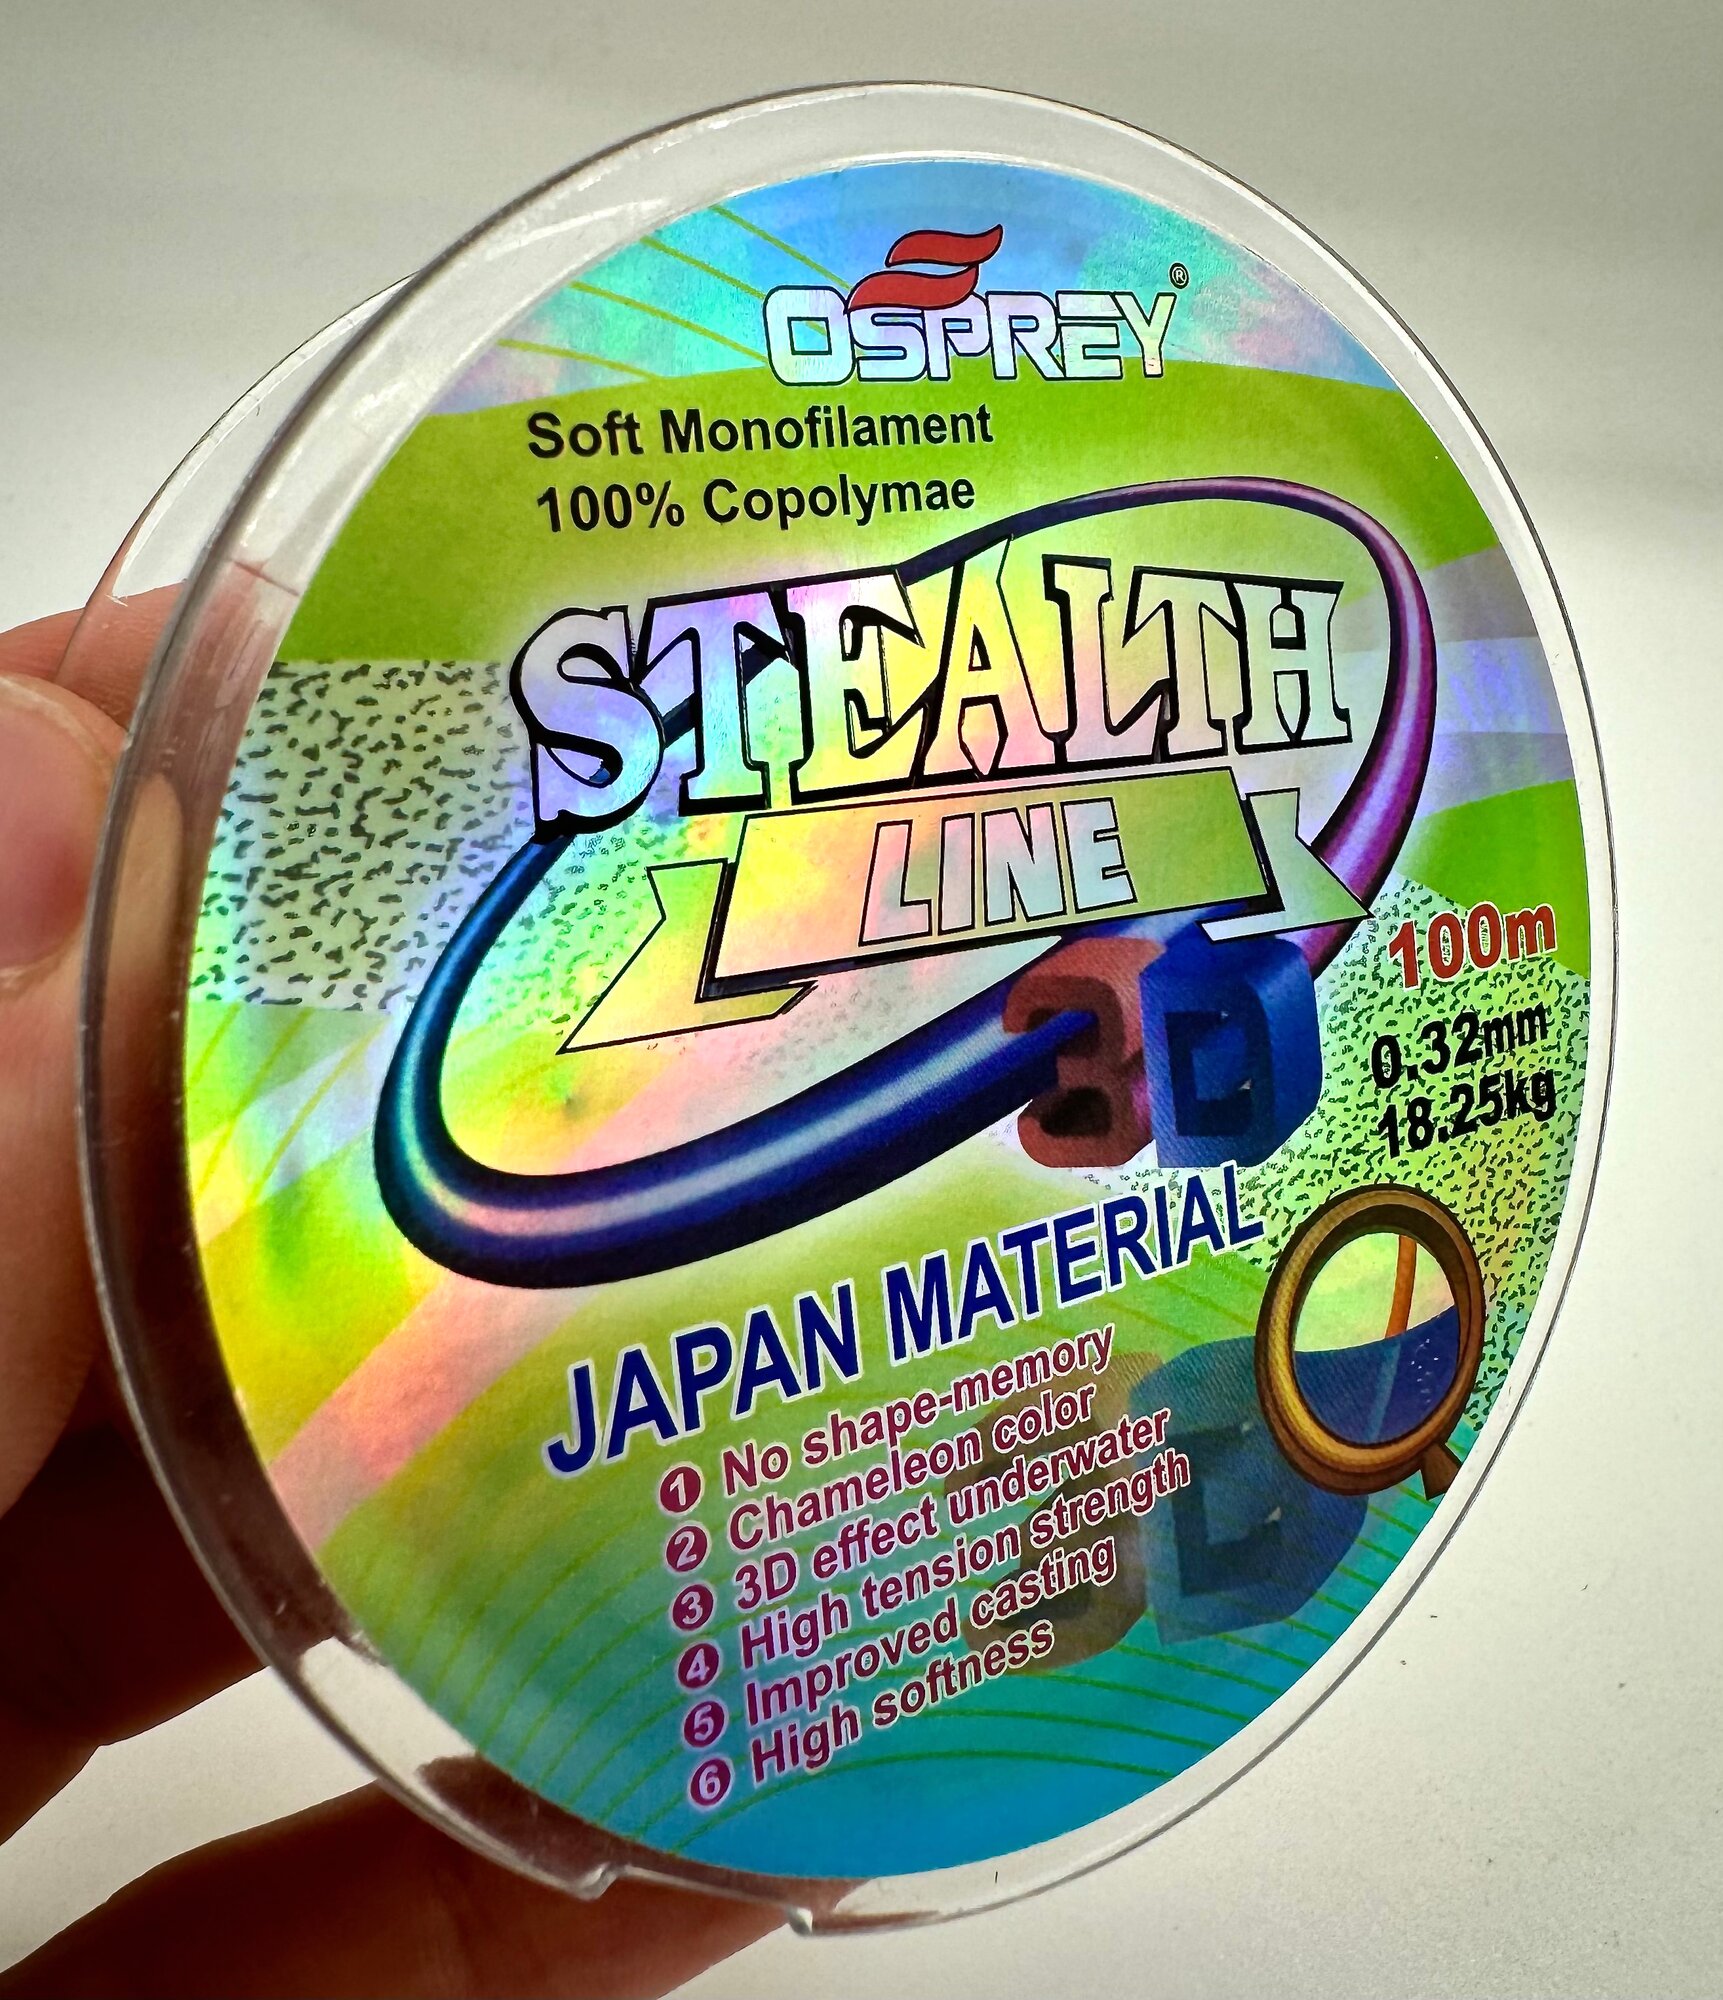 OSPREY®
Soft Monofilament
100% Copolymae
STEALTH
LINE
3D
100m
0.32mm
18.25kg
JAPAN MATERIAL
1 No shape-memory
2 Chameleon color
3 3D effect underwater
4 High tension strength
5 Improved casting
6 High softness